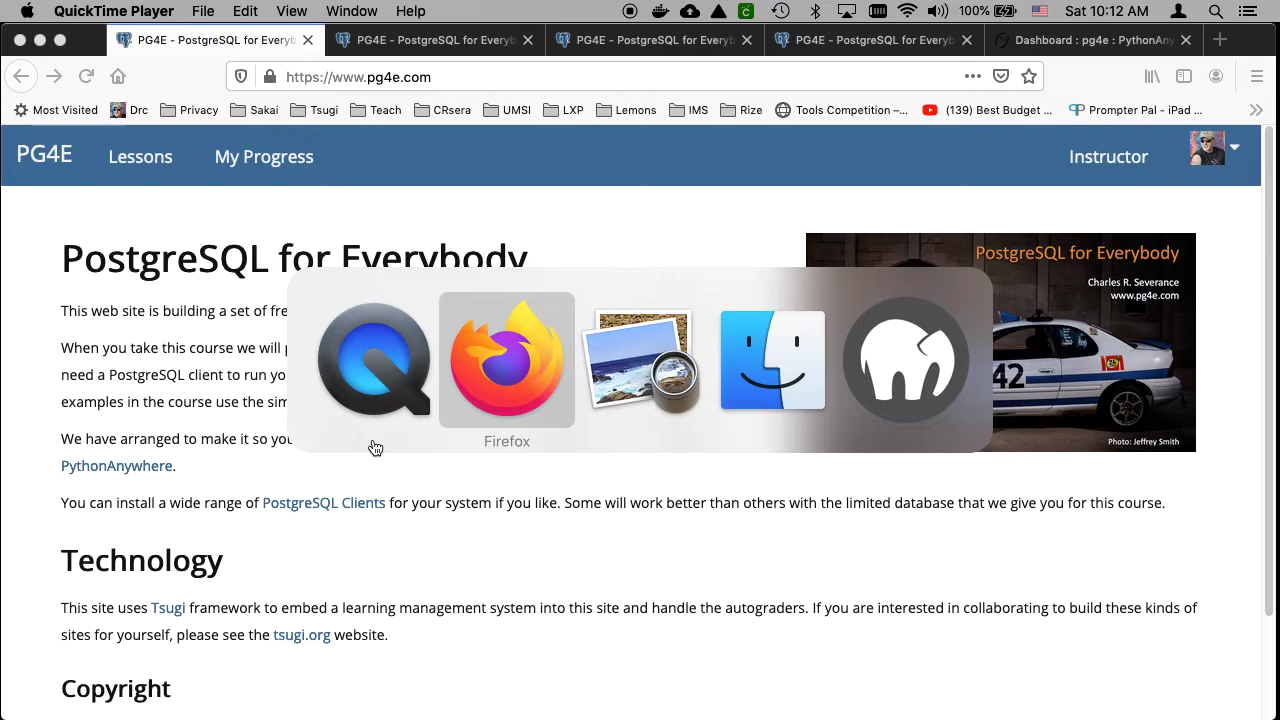 QuickTime Player File Edit View Window Help 100% Sat 10:12 AM
PG4E - PostgreSQL for Everyb PG4E - PostgreSQL for Everyb PG4E - PostgreSQL for Everyb PG4E - PostgreSQL for Everyb Dashboard : pg4e : PythonAny
https://www.pg4e.com
Most Visited Drc Privacy Sakai Tsugi Teach CRsera UMSI LXP Lemons IMS Rize Tools Competition –... (139) Best Budget ... Prompter Pal - iPad ...
PG4E Lessons My Progress Instructor
PostgreSQL for Everybody
PostgreSQL for Everybody
Charles R. Severance
www.pg4e.com
This web site is building a set of fre
When you take this course we will p
need a PostgreSQL client to run yo
examples in the course use the sim
42
We have arranged to make it so you
Firefox
Photo: Jeffrey Smith
PythonAnywhere.
You can install a wide range of PostgreSQL Clients for your system if you like. Some will work better than others with the limited database that we give you for this course.
Technology
This site uses Tsugi framework to embed a learning management system into this site and handle the autograders. If you are interested in collaborating to build these kinds of
sites for yourself, please see the tsugi.org website.
Copyright